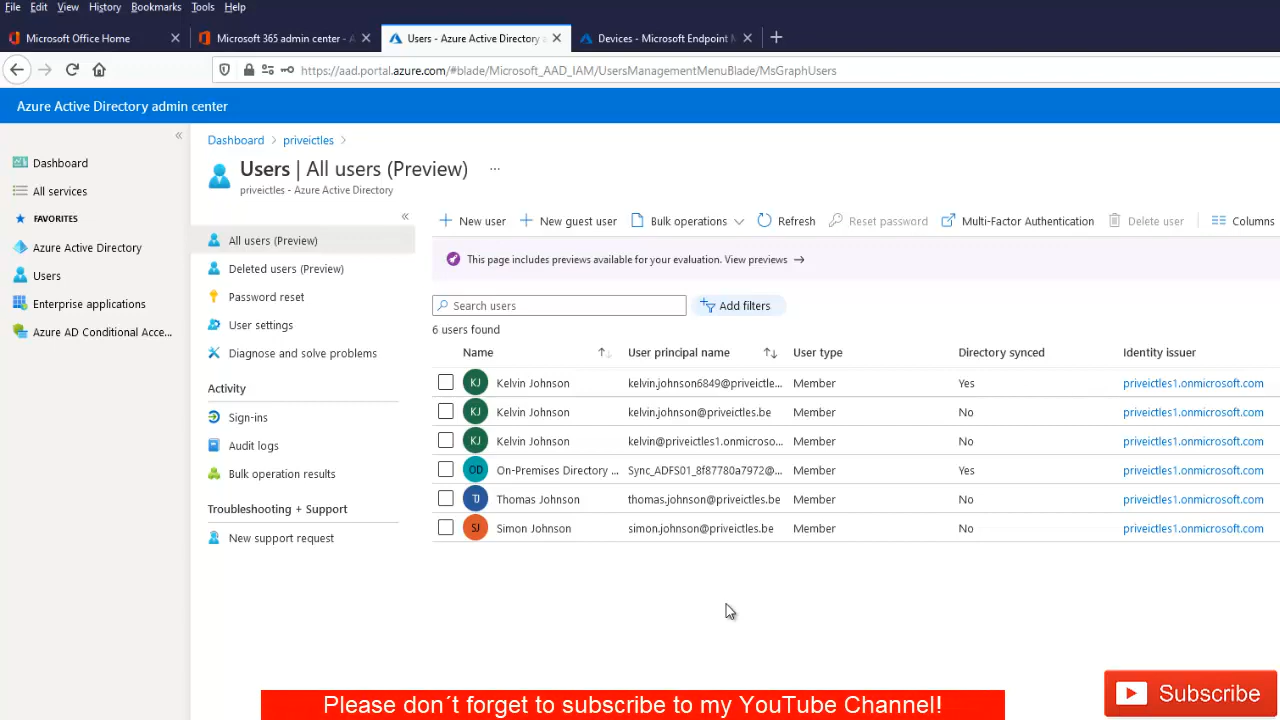 File Edit View History Bookmarks Tools Help
Microsoft Office Home
Microsoft 365 admin center - A
Users - Azure Active Directory a
Devices - Microsoft Endpoint M
https://aad.portal.azure.com/#blade/Microsoft_AAD_IAM/UsersManagementMenuBlade/MsGraphUsers
Azure Active Directory admin center
Dashboard
All services
FAVORITES
Azure Active Directory
Users
Enterprise applications
Azure AD Conditional Acce...
Dashboard > priveictles >
Users | All users (Preview) ...
priveictles - Azure Active Directory
All users (Preview)
Deleted users (Preview)
Password reset
User settings
Diagnose and solve problems
Activity
Sign-ins
Audit logs
Bulk operation results
Troubleshooting + Support
New support request
New user New guest user Bulk operations Refresh Reset password Multi-Factor Authentication Delete user Columns
This page includes previews available for your evaluation. View previews →
Search users
Add filters
6 users found
Name User principal name User type Directory synced Identity issuer
KJ Kelvin Johnson kelvin.johnson6849@priveictle... Member Yes priveictles1.onmicrosoft.com
KJ Kelvin Johnson kelvin.johnson@priveictles.be Member No priveictles1.onmicrosoft.com
KJ Kelvin Johnson kelvin@priveictles1.onmicroso... Member No priveictles1.onmicrosoft.com
OD On-Premises Directory ... Sync_ADFS01_8f87780a7972@... Member Yes priveictles1.onmicrosoft.com
TJ Thomas Johnson thomas.johnson@priveictles.be Member No priveictles1.onmicrosoft.com
SJ Simon Johnson simon.johnson@priveictles.be Member No priveictles1.onmicrosoft.com
Please don´t forget to subscribe to my YouTube Channel!
Subscribe